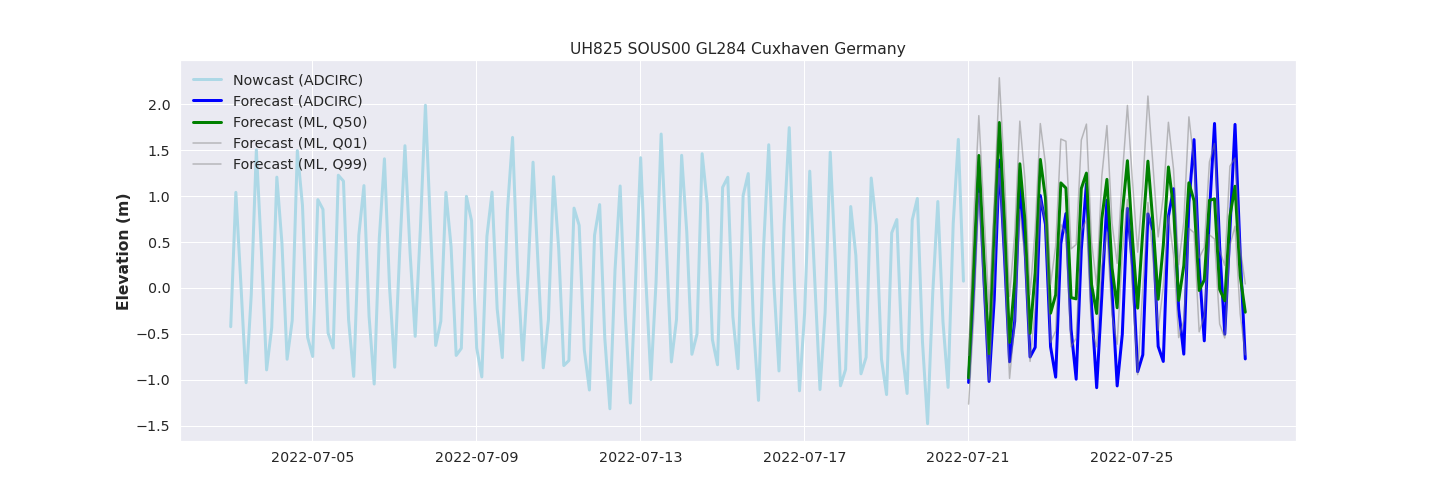 UH825 SOUS00 GL284 Cuxhaven Germany
Nowcast (ADCIRC)
Forecast (ADCIRC)
Forecast (ML, Q50)
Forecast (ML, Q01)
Forecast (ML, Q99)
Elevation (m)
2.0
1.5
1.0
0.5
0.0
−0.5
−1.0
−1.5
2022-07-05 2022-07-09 2022-07-13 2022-07-17 2022-07-21 2022-07-25